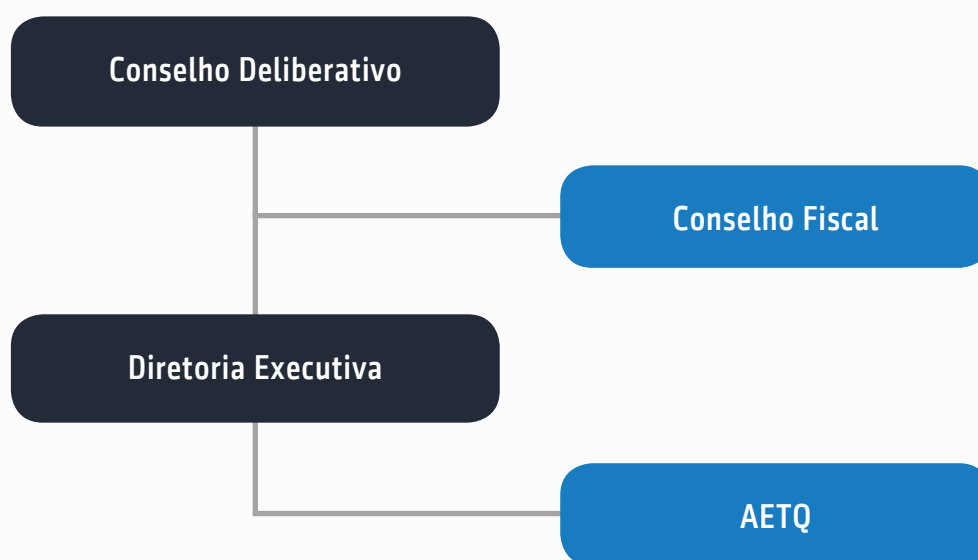 Conselho Deliberativo
Conselho Fiscal
Diretoria Executiva
AETQ